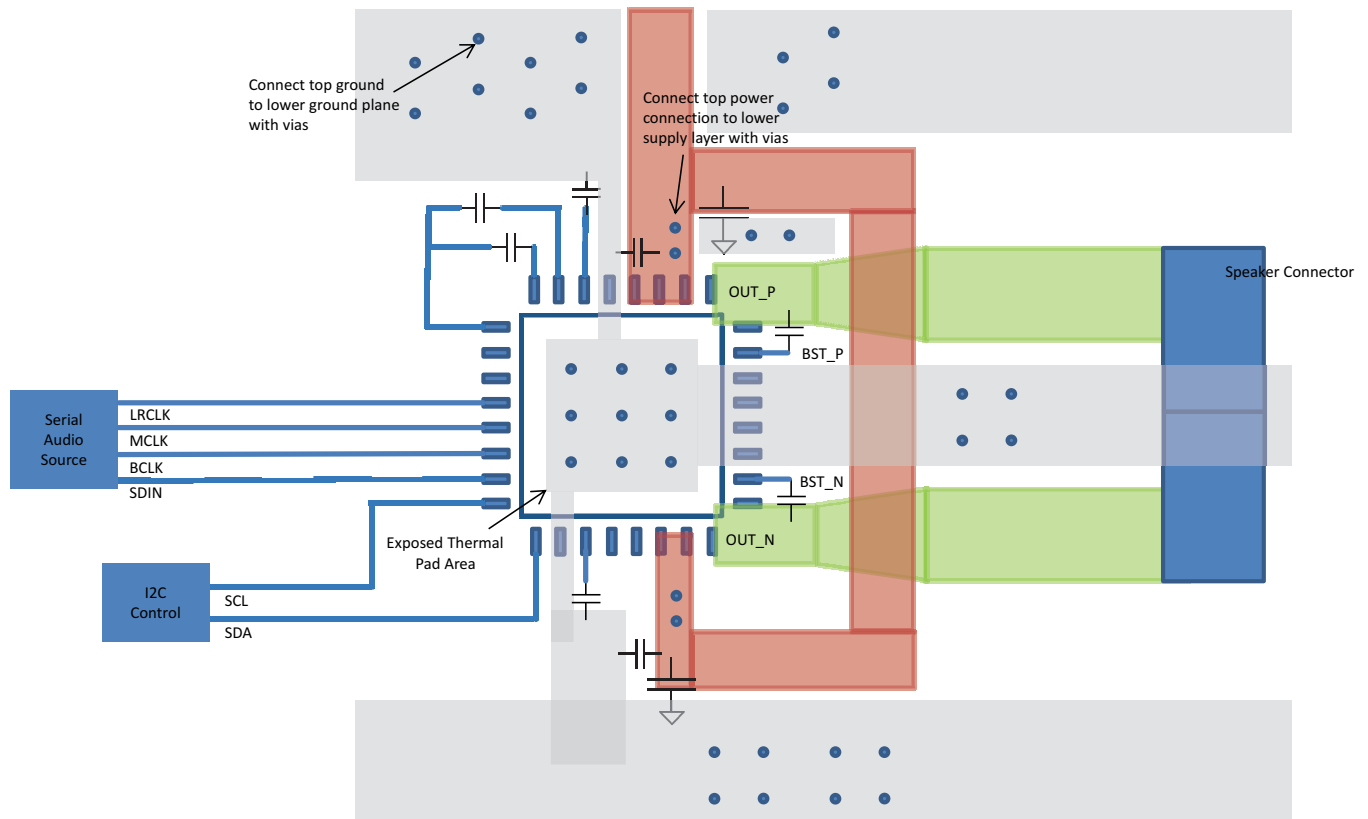 Connect top ground
to lower ground plane
with vias
Connect top power
connection to lower
supply layer with vias
OUT_P
Speaker Connector
BST_P
Serial
Audio
Source
LRCLK
MCLK
BCLK
SDIN
BST_N
OUT_N
Exposed Thermal
Pad Area
I2C
Control
SCL
SDA